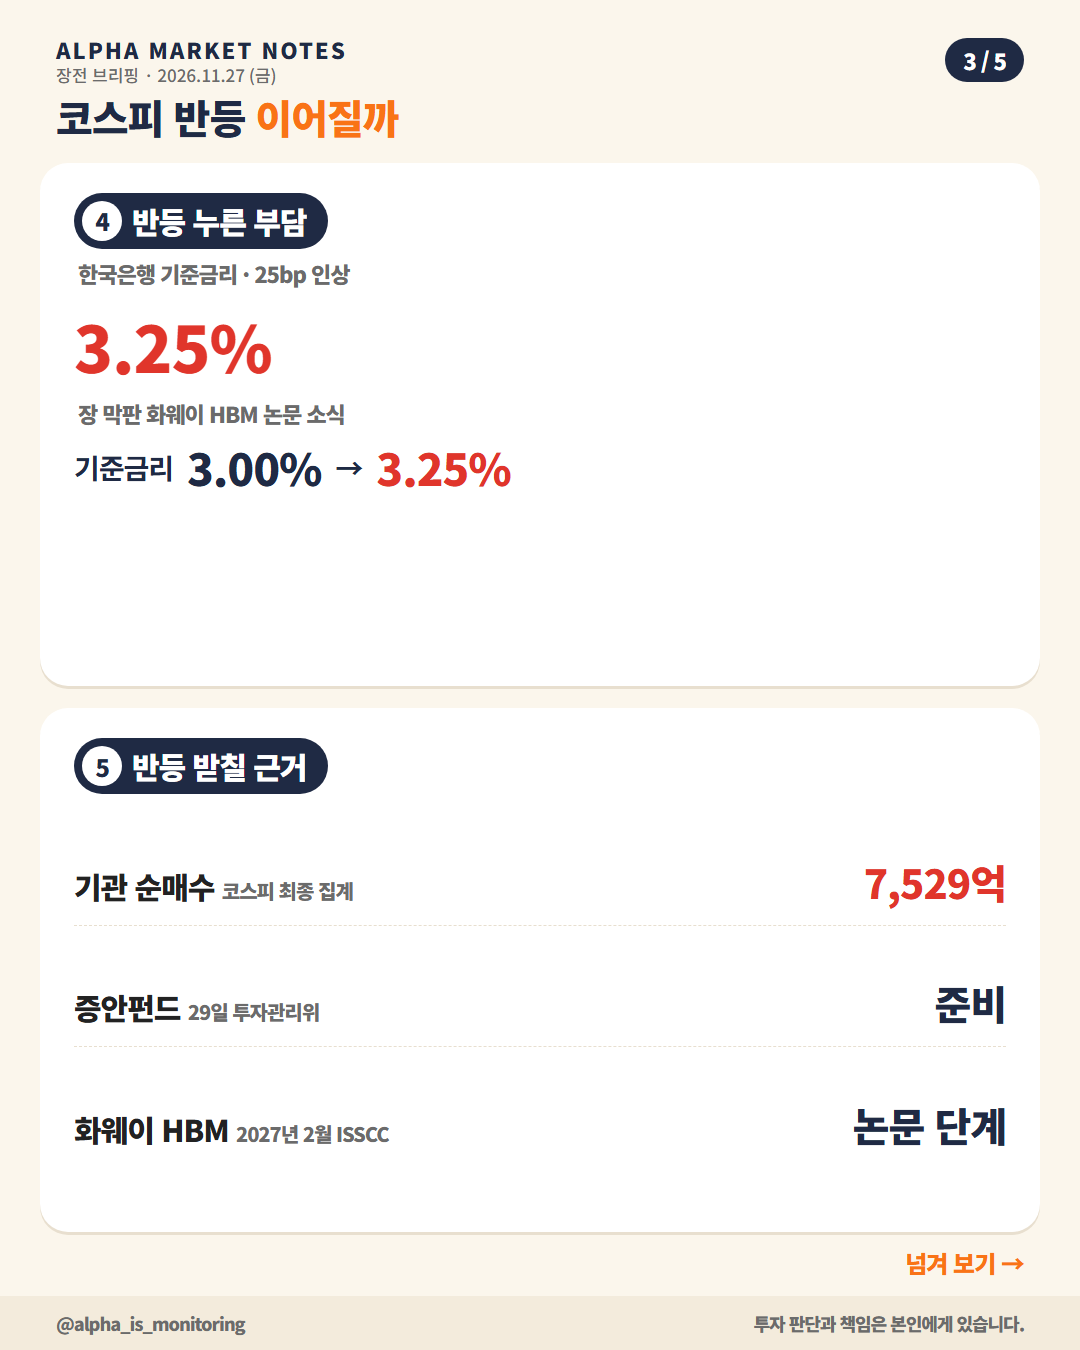 ALPHA MARKET NOTES
장전 브리핑 · 2026.11.27 (금)
3 / 5
코스피 반등 이어질까
4 반등 누른 부담
한국은행 기준금리 · 25bp 인상
3.25%
장 막판 화웨이 HBM 논문 소식
기준금리 3.00% → 3.25%
5 반등 받칠 근거
기관 순매수 코스피 최종 집계 7,529억
증안펀드 29일 투자관리위 준비
화웨이 HBM 2027년 2월 ISSCC 논문 단계
넘겨 보기 →
@alpha_is_monitoring
투자 판단과 책임은 본인에게 있습니다.